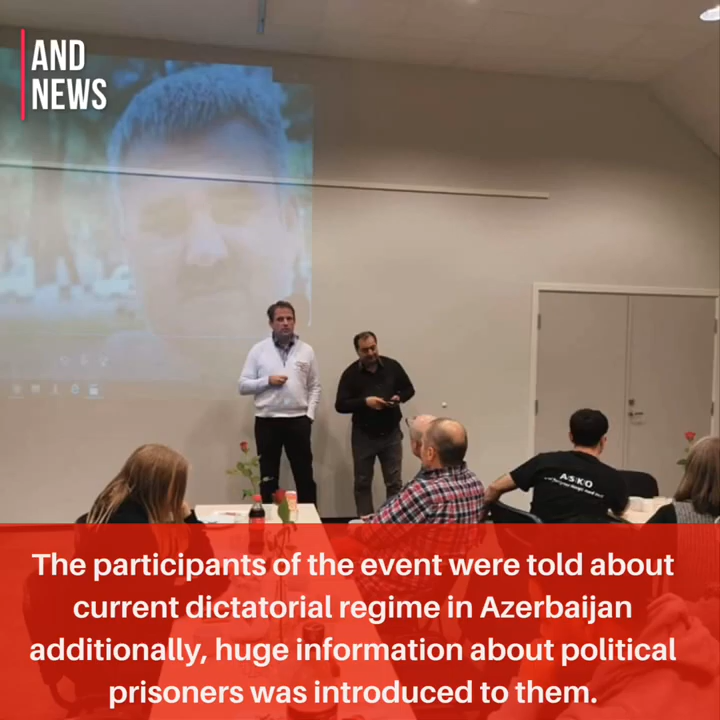 AND
NEWS
A·S·K·O
The participants of the event were told about
current dictatorial regime in Azerbaijan
additionally, huge information about political
prisoners was introduced to them.